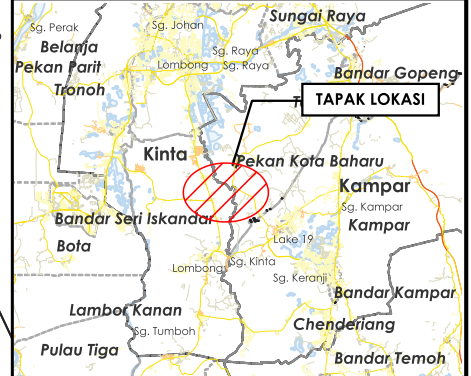 Sungai Raya
Sg. Johan
Sg. Perak
Belanja
Sg. Raya
Pekan Parit
Lombong
Sg. Raya
Bandar Gopeng
Tronoh
TAPAK LOKASI
Kinta
Pekan Kota Baharu
Kampar
Sg. Kampar
Bandar Seri Iskandar
Kampar
Bota
Lake 19
Lombong
Sg. Kinta
Sg. Keranji
Bandar Kampar
Lambor Kanan
Sg. Tumboh
Chenderiang
Pulau Tiga
Bandar Temoh